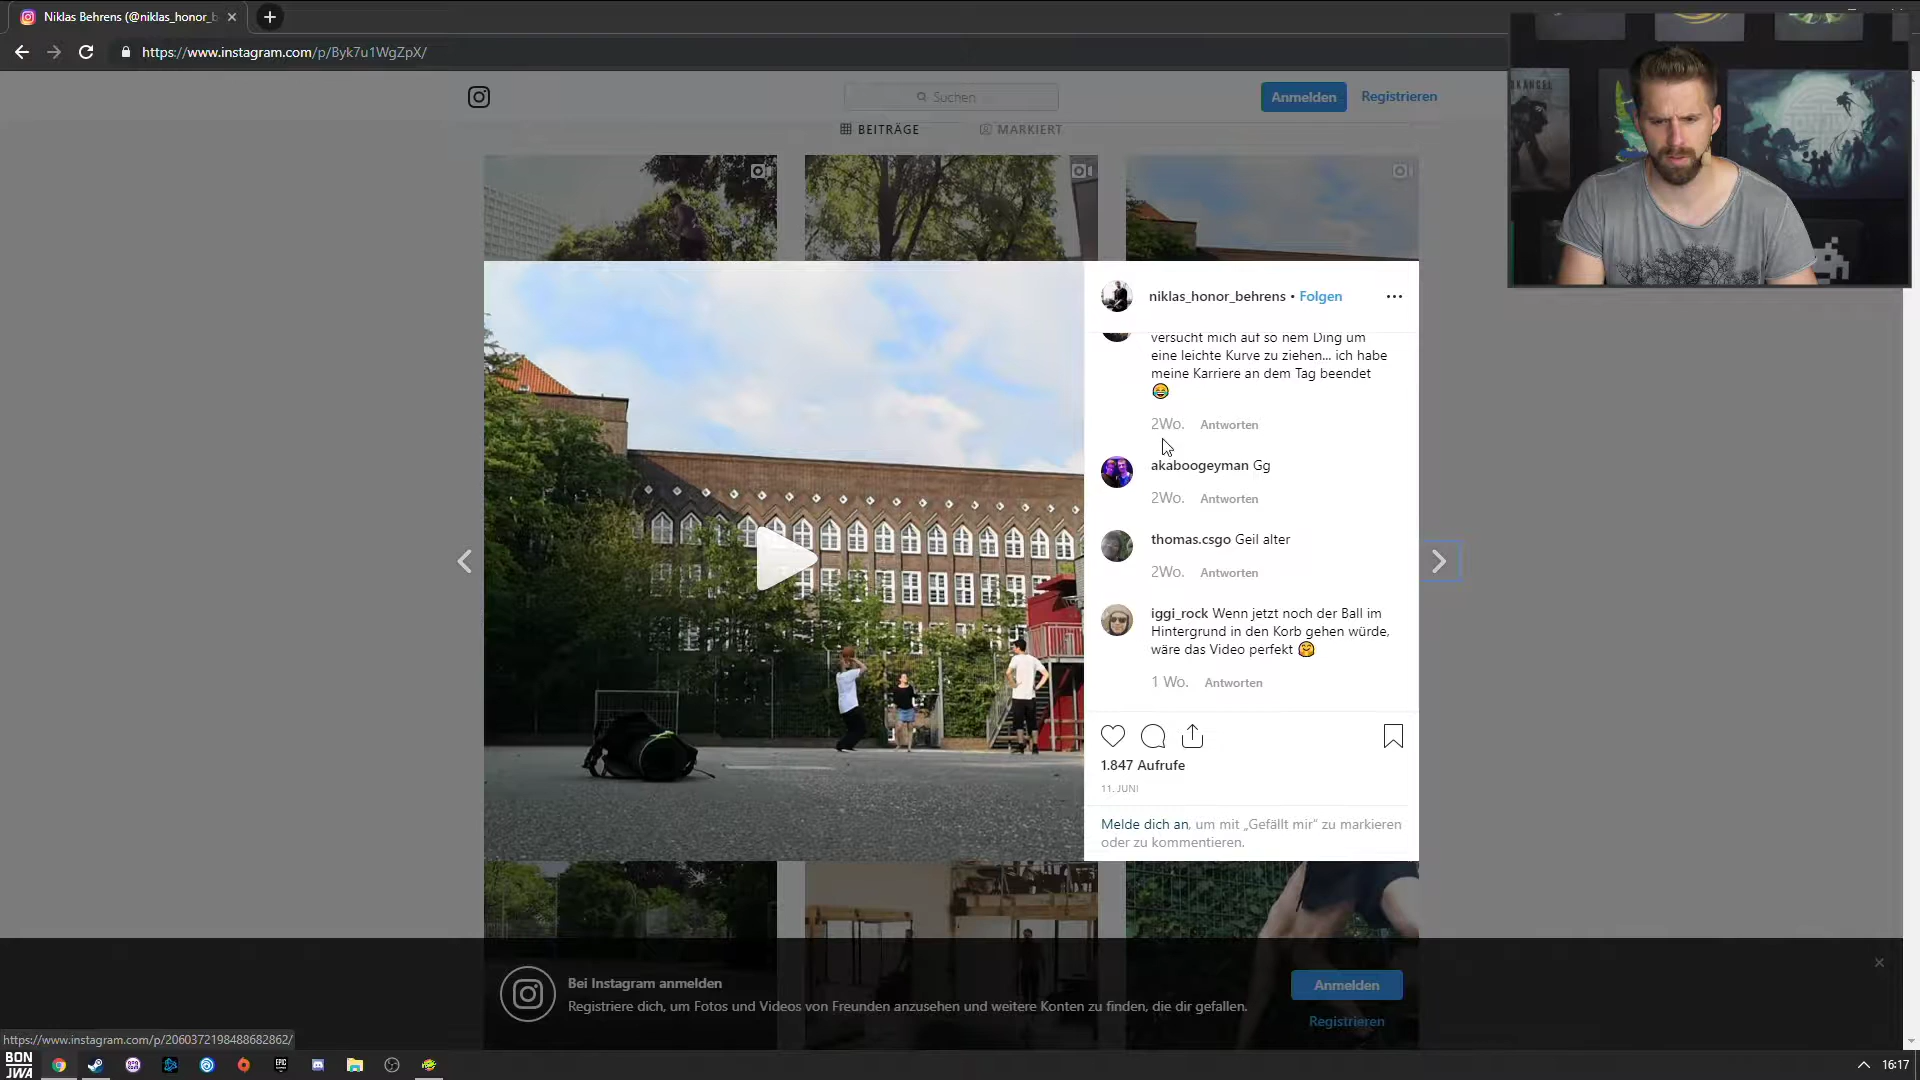 Niklas Behrens (@niklas_honor_b
https://www.instagram.com/p/Byk7u1WgZpX/
Suchen
Anmelden
Registrieren
BEITRÄGE
MARKIERT
niklas_honor_behrens • Folgen
versucht mich auf so nem Ding um
eine leichte Kurve zu ziehen... ich habe
meine Karriere an dem Tag beendet
😂
2Wo. Antworten
akaboogeyman Gg
2Wo. Antworten
thomas.csgo Geil alter
2Wo. Antworten
iggi_rock Wenn jetzt noch der Ball im
Hintergrund in den Korb gehen würde,
wäre das Video perfekt 🤗
1 Wo. Antworten
1.847 Aufrufe
11. JUNI
Melde dich an, um mit „Gefällt mir“ zu markieren
oder zu kommentieren.
Bei Instagram anmelden
Registriere dich, um Fotos und Videos von Freunden anzusehen und weitere Konten zu finden, die dir gefallen.
Anmelden
Registrieren
https://www.instagram.com/p/2060372198488682862/
BON
JWA
EPIC
16:17